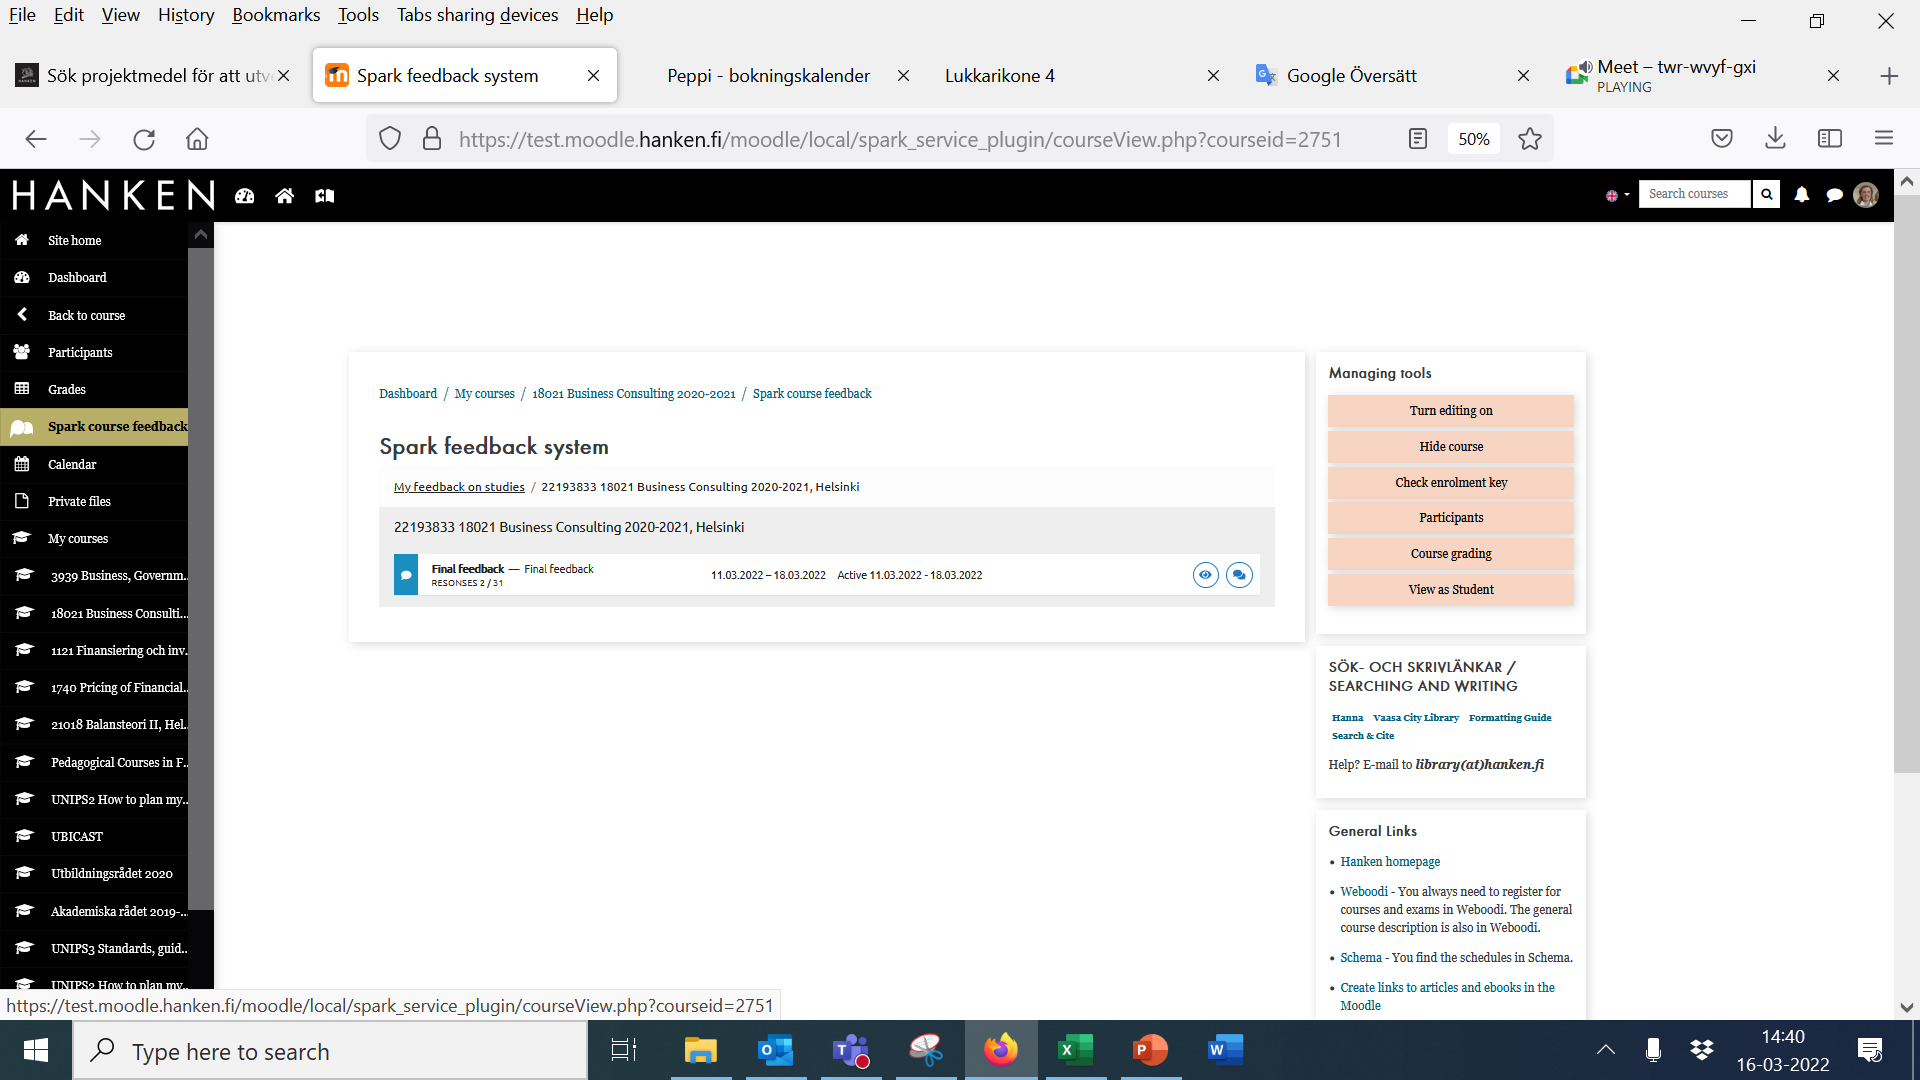 File Edit View History Bookmarks Tools Tabs sharing devices Help
Sök projektmedel för att utve
Spark feedback system
Peppi - bokningskalender
Lukkarikone 4
Google Översätt
Meet – twr-wvyf-gxi
PLAYING
https://test.moodle.hanken.fi/moodle/local/spark_service_plugin/courseView.php?courseid=2751
50%
HANKEN
Search courses
Site home
Dashboard
Back to course
Participants
Grades
Spark course feedback
Calendar
Private files
My courses
3939 Business, Governm...
18021 Business Consulti...
1121 Finansiering och inv...
1740 Pricing of Financial...
21018 Balansteori II, Hel...
Pedagogical Courses in F...
UNIPS2 How to plan my...
UBICAST
Utbildningsrådet 2020
Akademiska rådet 2019-...
UNIPS3 Standards, guid...
UNIPS2 How to plan my...
Dashboard / My courses / 18021 Business Consulting 2020-2021 / Spark course feedback
Spark feedback system
My feedback on studies / 22193833 18021 Business Consulting 2020-2021, Helsinki
22193833 18021 Business Consulting 2020-2021, Helsinki
Final feedback — Final feedback
RESONSES 2 / 31
11.03.2022 – 18.03.2022 Active 11.03.2022 - 18.03.2022
Managing tools
Turn editing on
Hide course
Check enrolment key
Participants
Course grading
View as Student
SÖK- OCH SKRIVLÄNKAR /
SEARCHING AND WRITING
Hanna Vaasa City Library Formatting Guide
Search & Cite
Help? E-mail to library(at)hanken.fi
General Links
• Hanken homepage
• Weboodi - You always need to register for
courses and exams in Weboodi. The general
course description is also in Weboodi.
• Schema - You find the schedules in Schema.
• Create links to articles and ebooks in the
Moodle
https://test.moodle.hanken.fi/moodle/local/spark_service_plugin/courseView.php?courseid=2751
Type here to search
14:40
16-03-2022